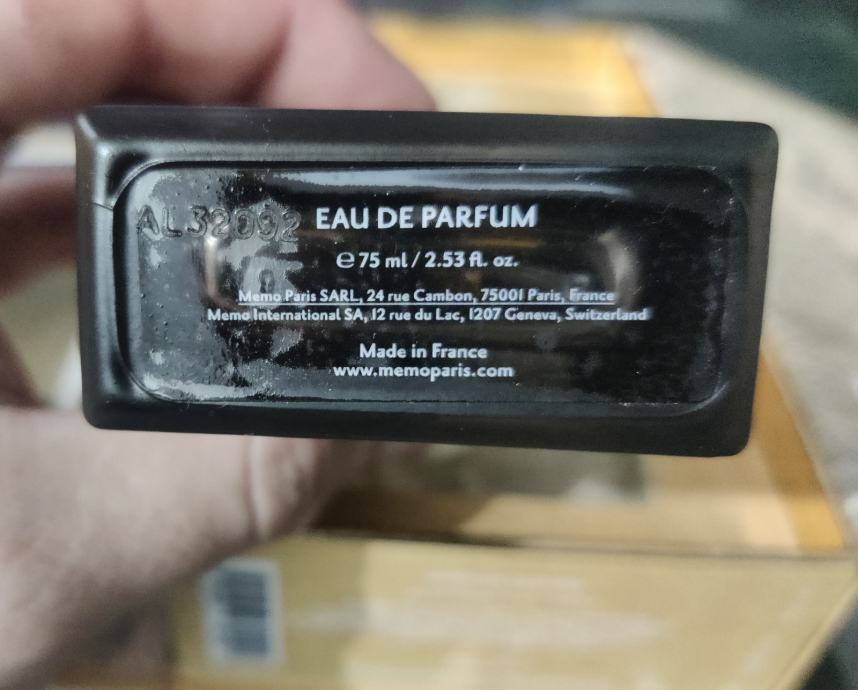 AL32092
EAU DE PARFUM
℮ 75 ml / 2.53 fl. oz.
Memo Paris SARL, 24 rue Cambon, 75001 Paris, France
Memo International SA, 12 rue du Lac, 1207 Geneva, Switzerland
Made in France
www.memoparis.com